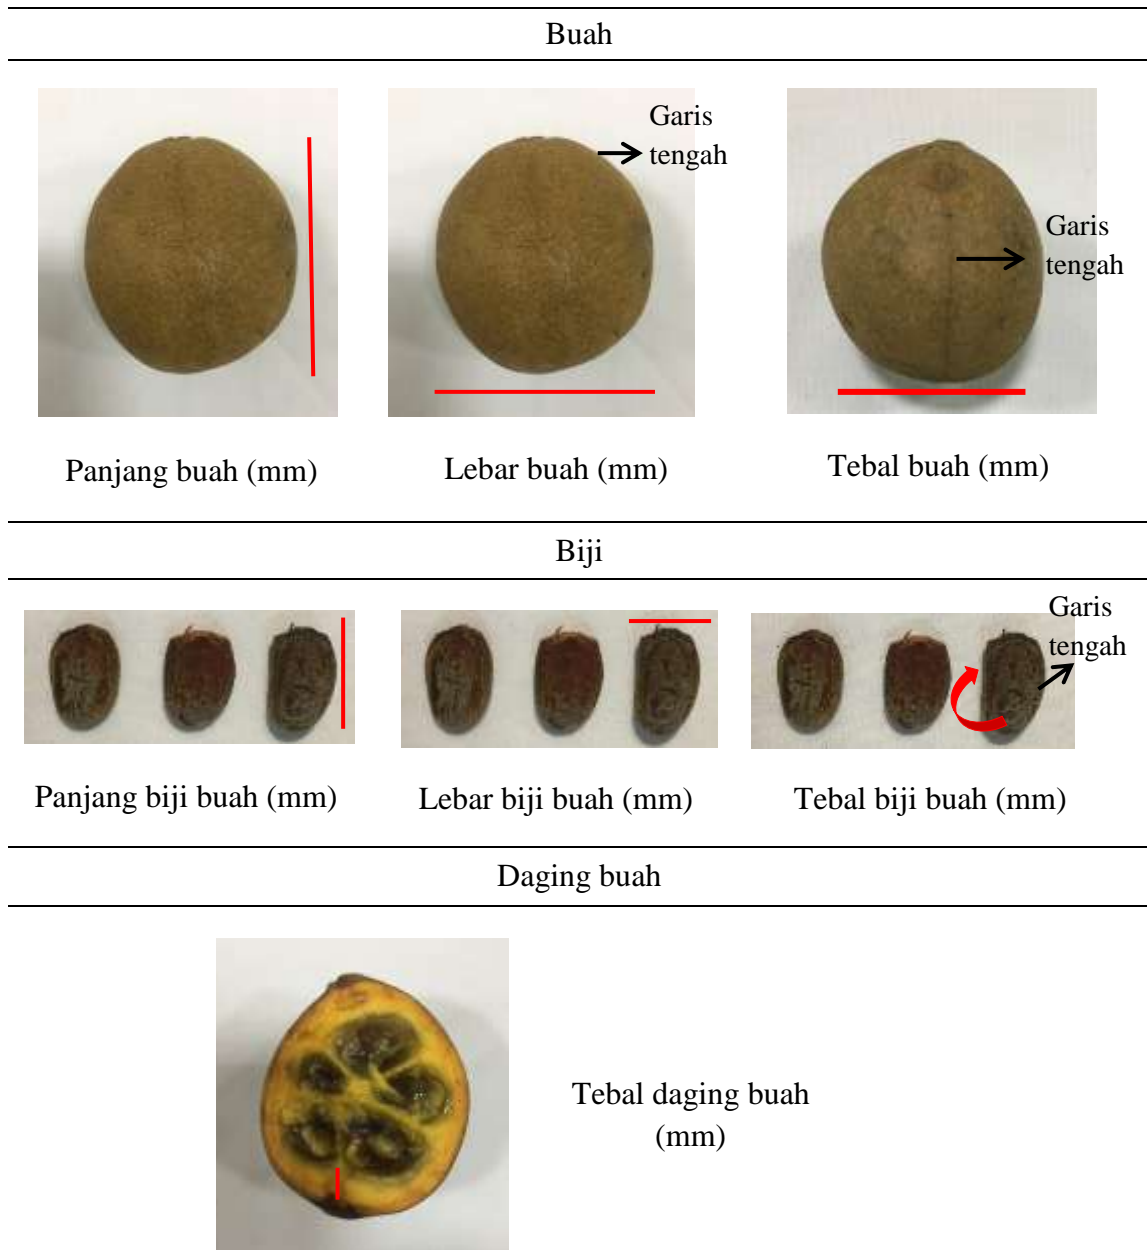 Buah
Garis
tengah
Garis
tengah
Panjang buah (mm)
Lebar buah (mm)
Tebal buah (mm)
Biji
Garis
tengah
Panjang biji buah (mm)
Lebar biji buah (mm)
Tebal biji buah (mm)
Daging buah
Tebal daging buah
(mm)